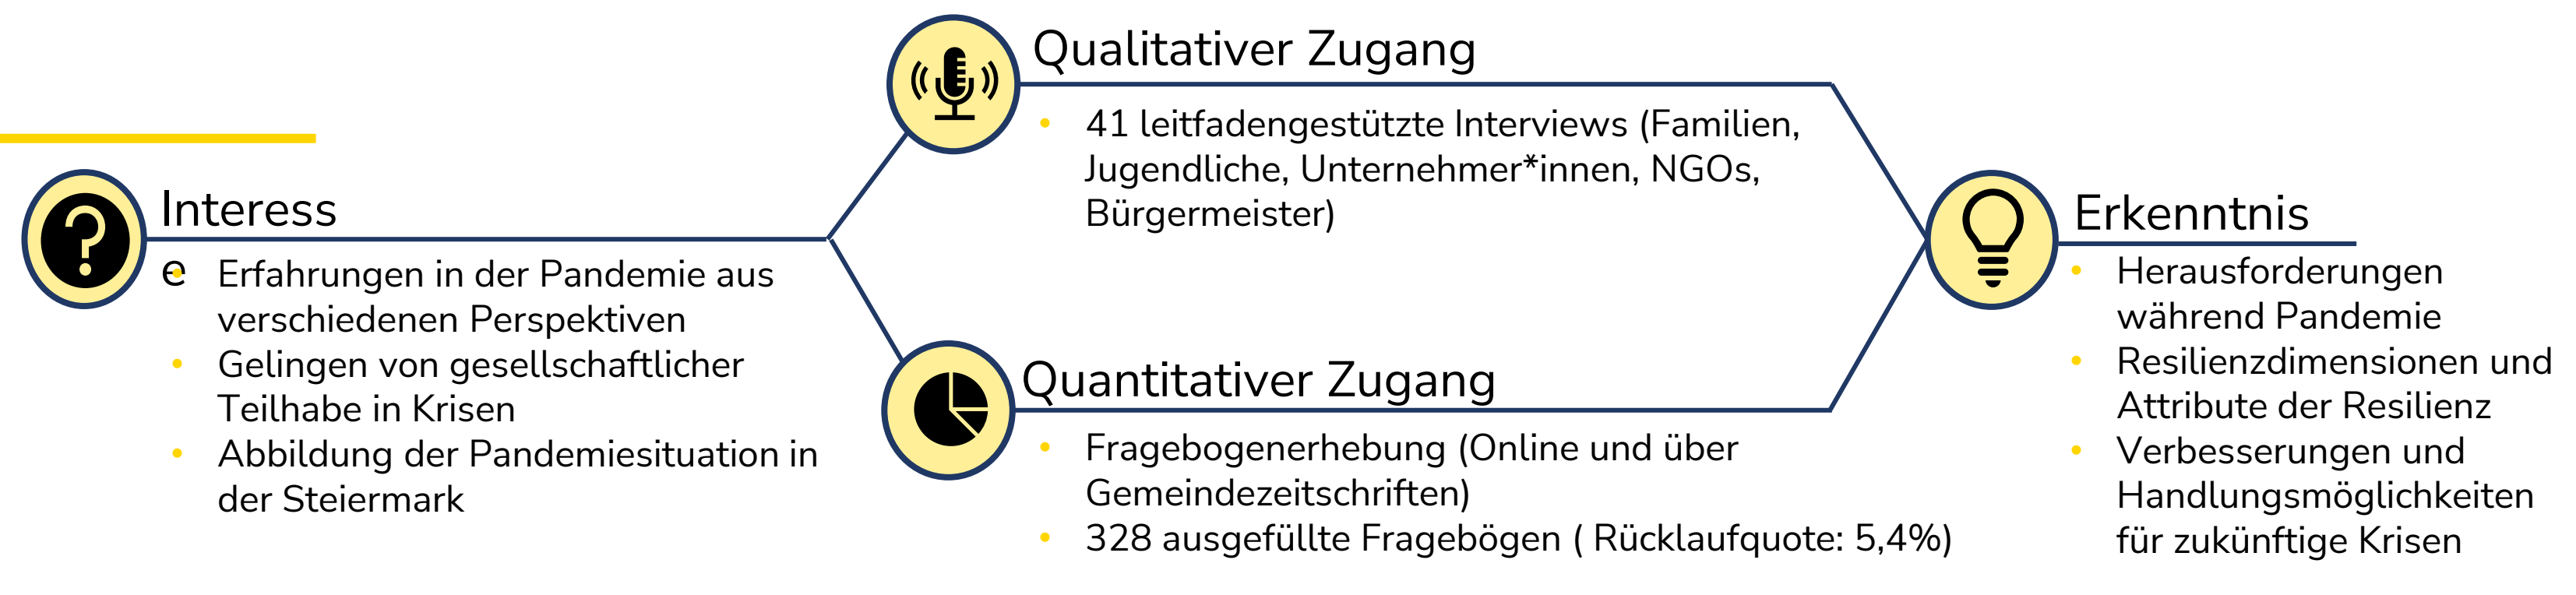 Interess
e
• Erfahrungen in der Pandemie aus
verschiedenen Perspektiven
• Gelingen von gesellschaftlicher
Teilhabe in Krisen
• Abbildung der Pandemiesituation in
der Steiermark
Qualitativer Zugang
• 41 leitfadengestützte Interviews (Familien,
Jugendliche, Unternehmer*innen, NGOs,
Bürgermeister)
Quantitativer Zugang
• Fragebogenerhebung (Online und über
Gemeindezeitschriften)
• 328 ausgefüllte Fragebögen ( Rücklaufquote: 5,4%)
Erkenntnis
• Herausforderungen
während Pandemie
• Resilienzdimensionen und
Attribute der Resilienz
• Verbesserungen und
Handlungsmöglichkeiten
für zukünftige Krisen